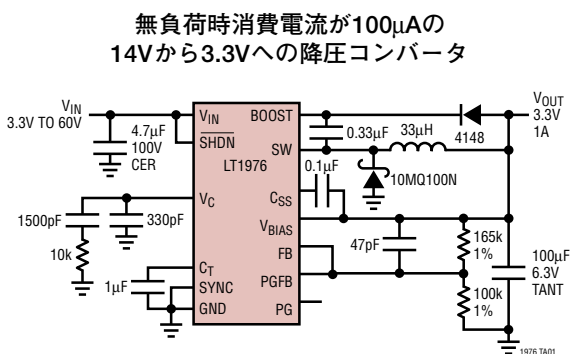 無負荷時消費電流が100μAの
14Vから3.3Vへの降圧コンバータ
VIN
3.3V TO 60V
4.7μF
100V
CER
1500pF
10k
330pF
1μF
VIN
SHDN
VC
CT
SYNC
GND
LT1976
BOOST
SW
CSS
VBIAS
FB
PGFB
PG
0.33μF
33μH
4148
0.1μF
10MQ100N
47pF
165k
1%
100k
1%
VOUT
3.3V
1A
100μF
6.3V
TANT
1976 TA01